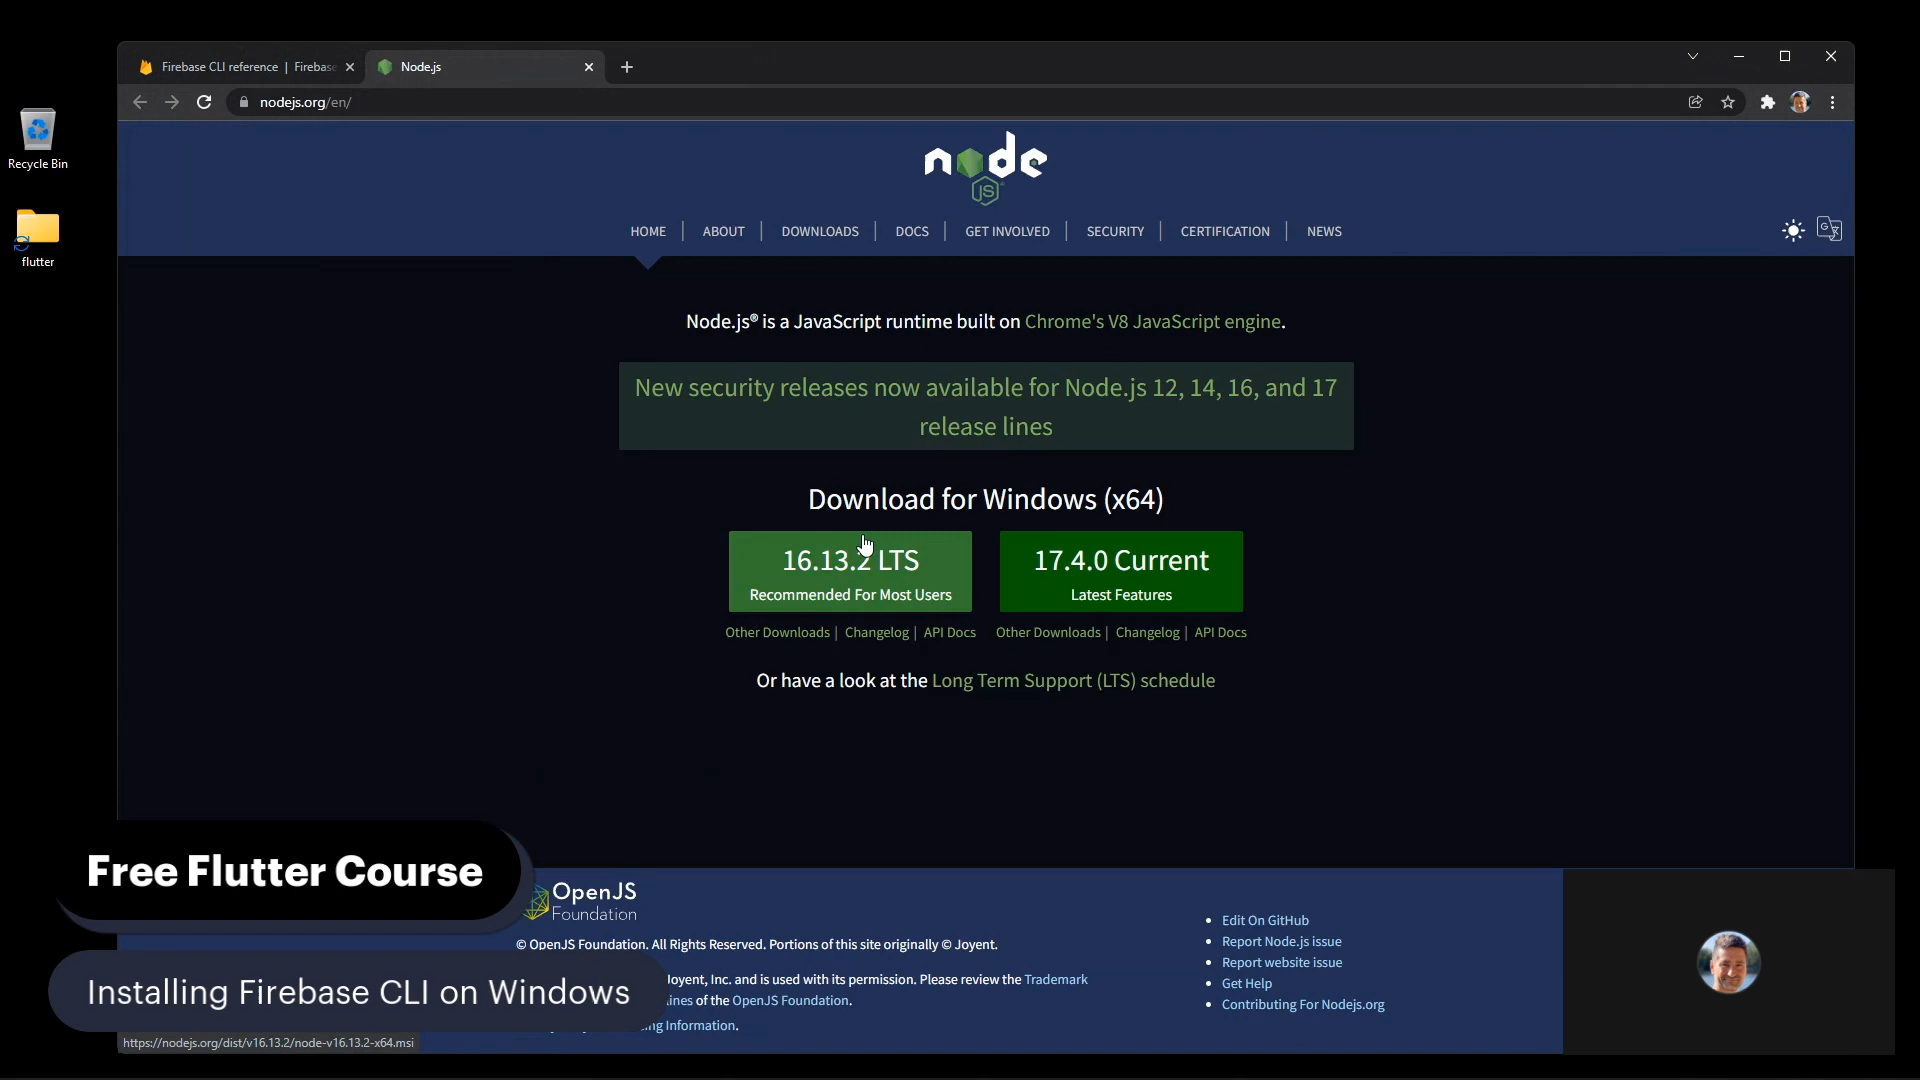 Firebase CLI reference | Firebase
Node.js
nodejs.org/en/
Recycle Bin
flutter
node
JS
HOME
ABOUT
DOWNLOADS
DOCS
GET INVOLVED
SECURITY
CERTIFICATION
NEWS
Node.js® is a JavaScript runtime built on Chrome's V8 JavaScript engine.
New security releases now available for Node.js 12, 14, 16, and 17
release lines
Download for Windows (x64)
16.13.2 LTS
Recommended For Most Users
17.4.0 Current
Latest Features
Other Downloads | Changelog | API Docs
Other Downloads | Changelog | API Docs
Or have a look at the Long Term Support (LTS) schedule
Free Flutter Course
Installing Firebase CLI on Windows
OpenJS
Foundation
© OpenJS Foundation. All Rights Reserved. Portions of this site originally © Joyent.
Joyent, Inc. and is used with its permission. Please review the Trademark
of the OpenJS Foundation.
Information.
Edit On GitHub
Report Node.js issue
Report website issue
Get Help
Contributing For Nodejs.org
https://nodejs.org/dist/v16.13.2/node-v16.13.2-x64.msi